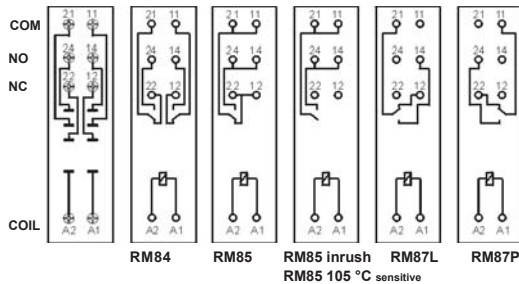 COM 21 11 21 11 21 11 21 11 21 11 21 11
NO 24 14 24 14 24 14 24 14 24 14 24 14
NC 22 12 22 12 22 12 22 12 22 12 22 12
COIL A2 A1 A2 A1 A2 A1 A2 A1 A2 A1 A2 A1
RM84 RM85 RM85 inrush RM87L RM87P
RM85 105 °C sensitive